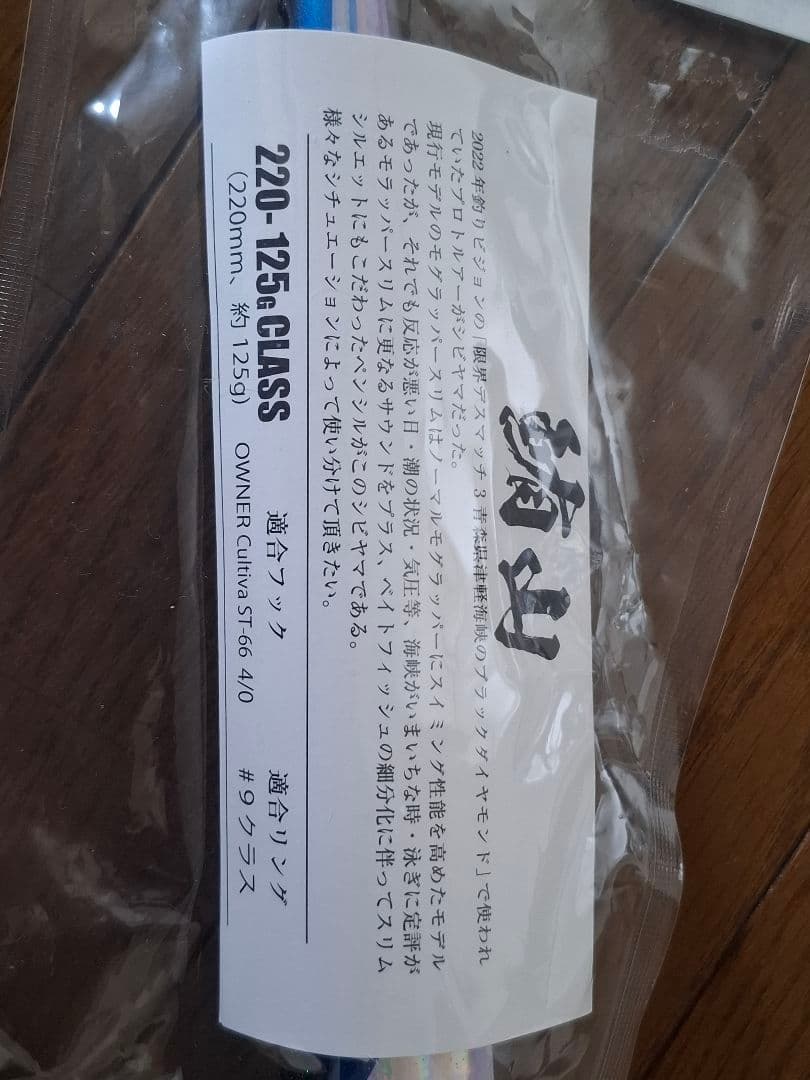 鮪山
2022年釣りビジョンの「限界デスマッチ3 青森県津軽海峡のブラックダイヤモンド」で使われ
ていたプロトルアーがシビヤマだった。
現行モデルのモグラッパースリムはノーマルモグラッパーにスイミング性能を高めたモデル
であったが、それでも反応が悪い日・潮の状況・気圧等、海峡がいまいちな時・泳ぎに定評が
あるモラッパースリムに更なるサウンドをプラス、ベイトフィッシュの細分化に伴ってスリム
シルエットにもこだわったペンシルがこのシビヤマである。
様々なシチュエーションによって使い分けて頂きたい。
220-125G CLASS
(220mm、約125g)
適合フック
OWNER Cultiva ST-66 4/0
適合リング
#9クラス